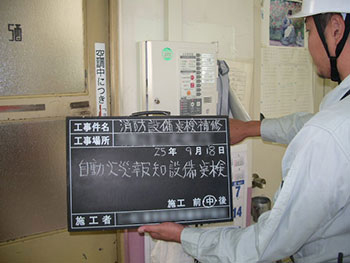 空調中につき
工事件名 消防設備点検補修
工事場所
25年 9月18日
自動火災報知設備点検
施工 前 中 後
施工者